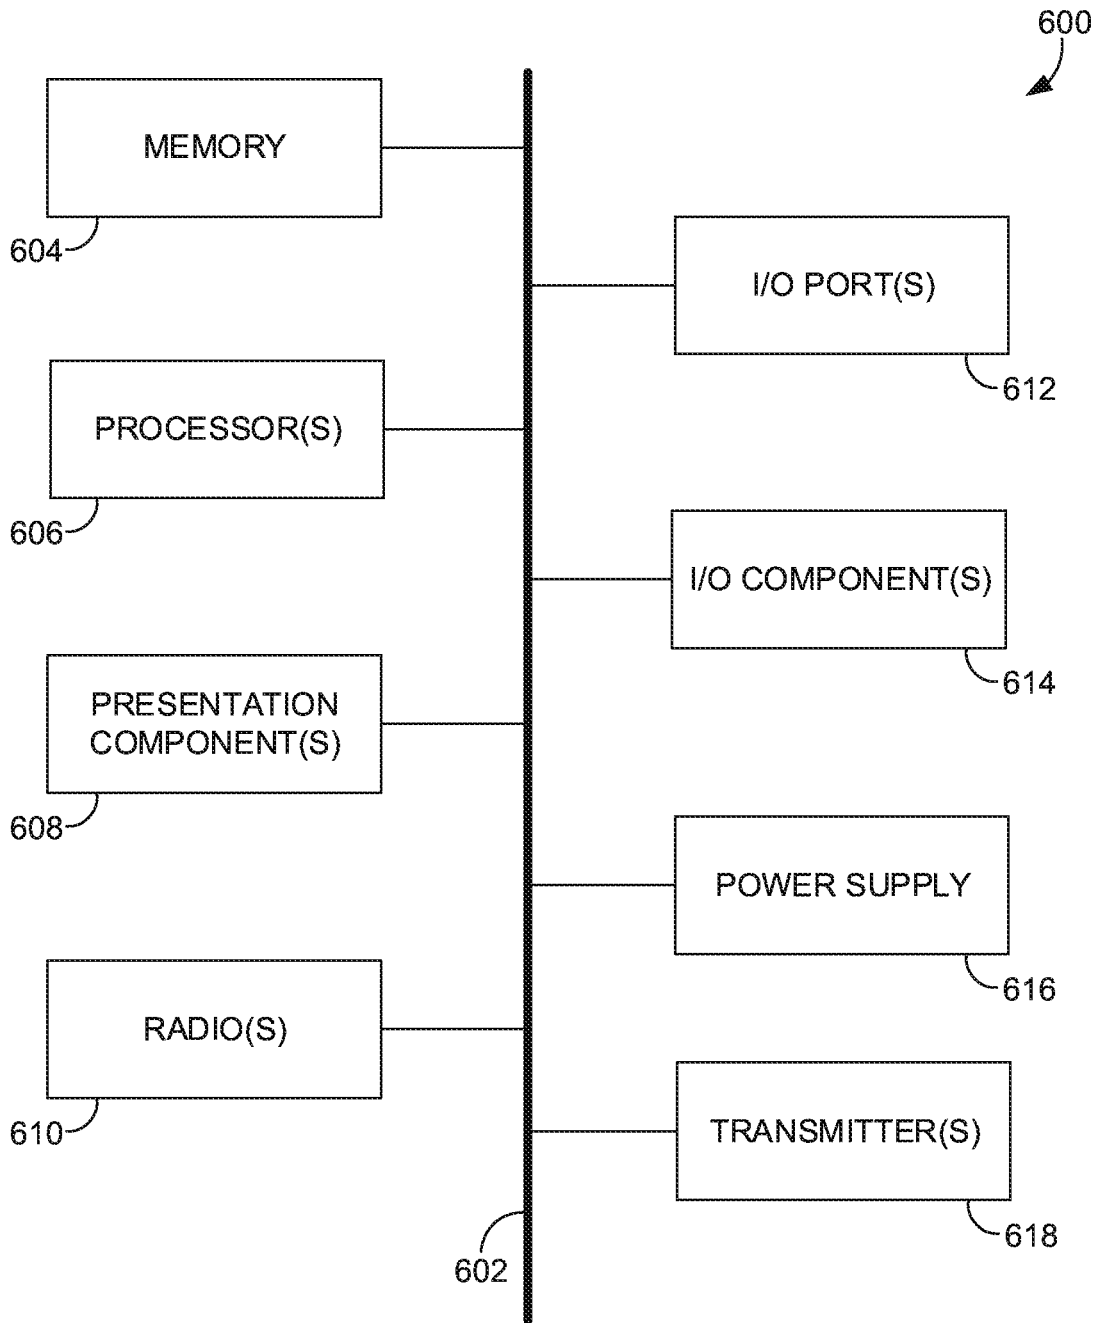 600
MEMORY
604
I/O PORT(S)
612
PROCESSOR(S)
606
I/O COMPONENT(S)
614
PRESENTATION
COMPONENT(S)
608
POWER SUPPLY
616
RADIO(S)
610
TRANSMITTER(S)
618
602